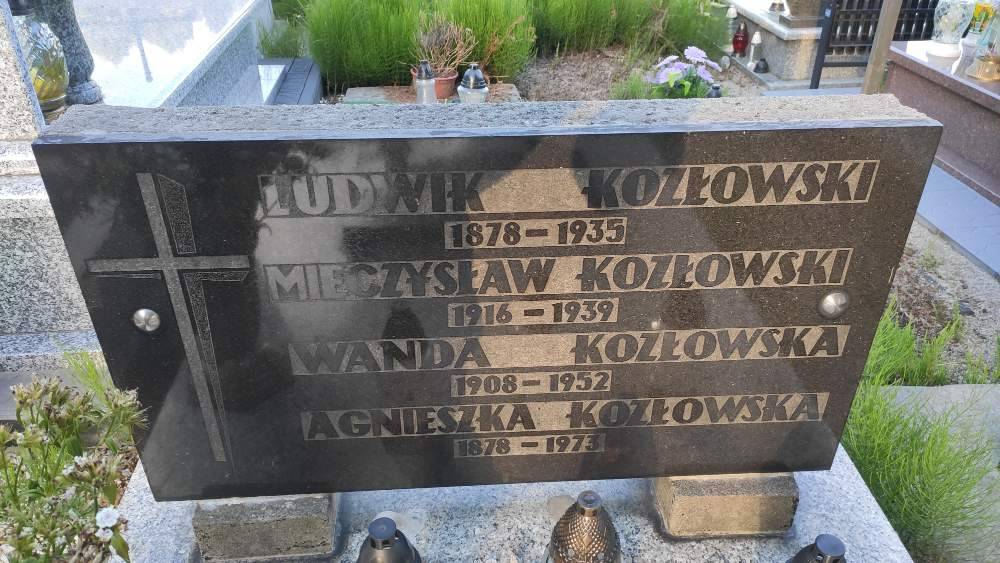 LUDWIK KOZŁOWSKI
1878-1935
MIECZYSŁAW KOZŁOWSKI
1916-1939
WANDA KOZŁOWSKA
1908-1952
AGNIESZKA KOZŁOWSKA
1878-1973